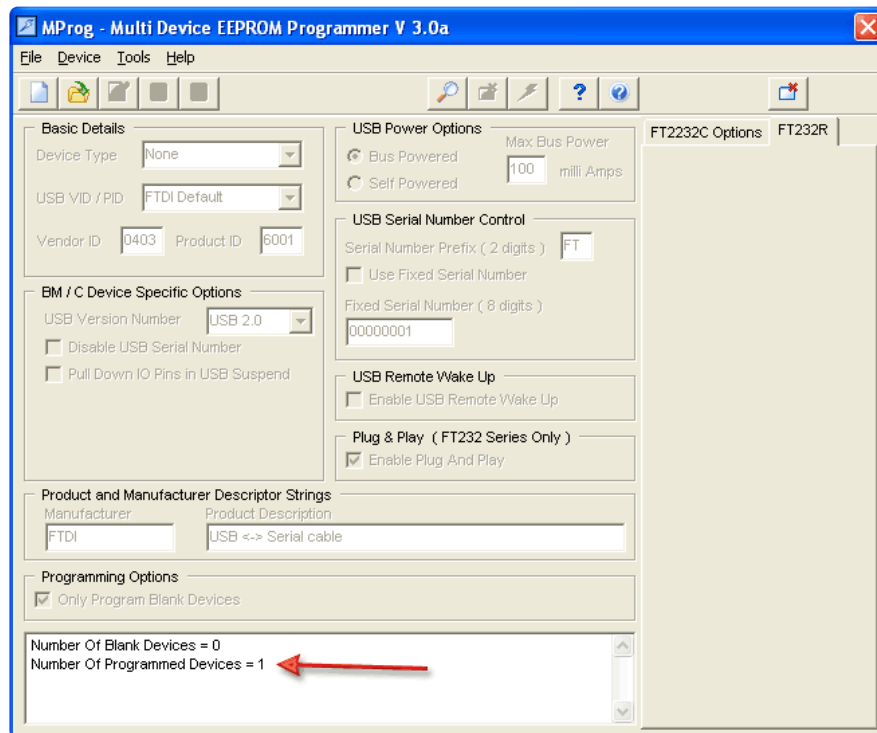 MProg - Multi Device EEPROM Programmer V 3.0a
File Device Tools Help
Basic Details
Device Type None
USB VID / PID FTDI Default
Vendor ID 0403 Product ID 6001
BM / C Device Specific Options
USB Version Number USB 2.0
Disable USB Serial Number
Pull Down IO Pins in USB Suspend
USB Power Options
Max Bus Power
Bus Powered
100 milli Amps
Self Powered
USB Serial Number Control
Serial Number Prefix ( 2 digits ) FT
Use Fixed Serial Number
Fixed Serial Number ( 8 digits )
00000001
USB Remote Wake Up
Enable USB Remote Wake Up
Plug & Play ( FT232 Series Only )
Enable Plug And Play
FT2232C Options FT232R
Product and Manufacturer Descriptor Strings
Manufacturer Product Description
FTDI USB <-> Serial cable
Programming Options
Only Program Blank Devices
Number Of Blank Devices = 0
Number Of Programmed Devices = 1